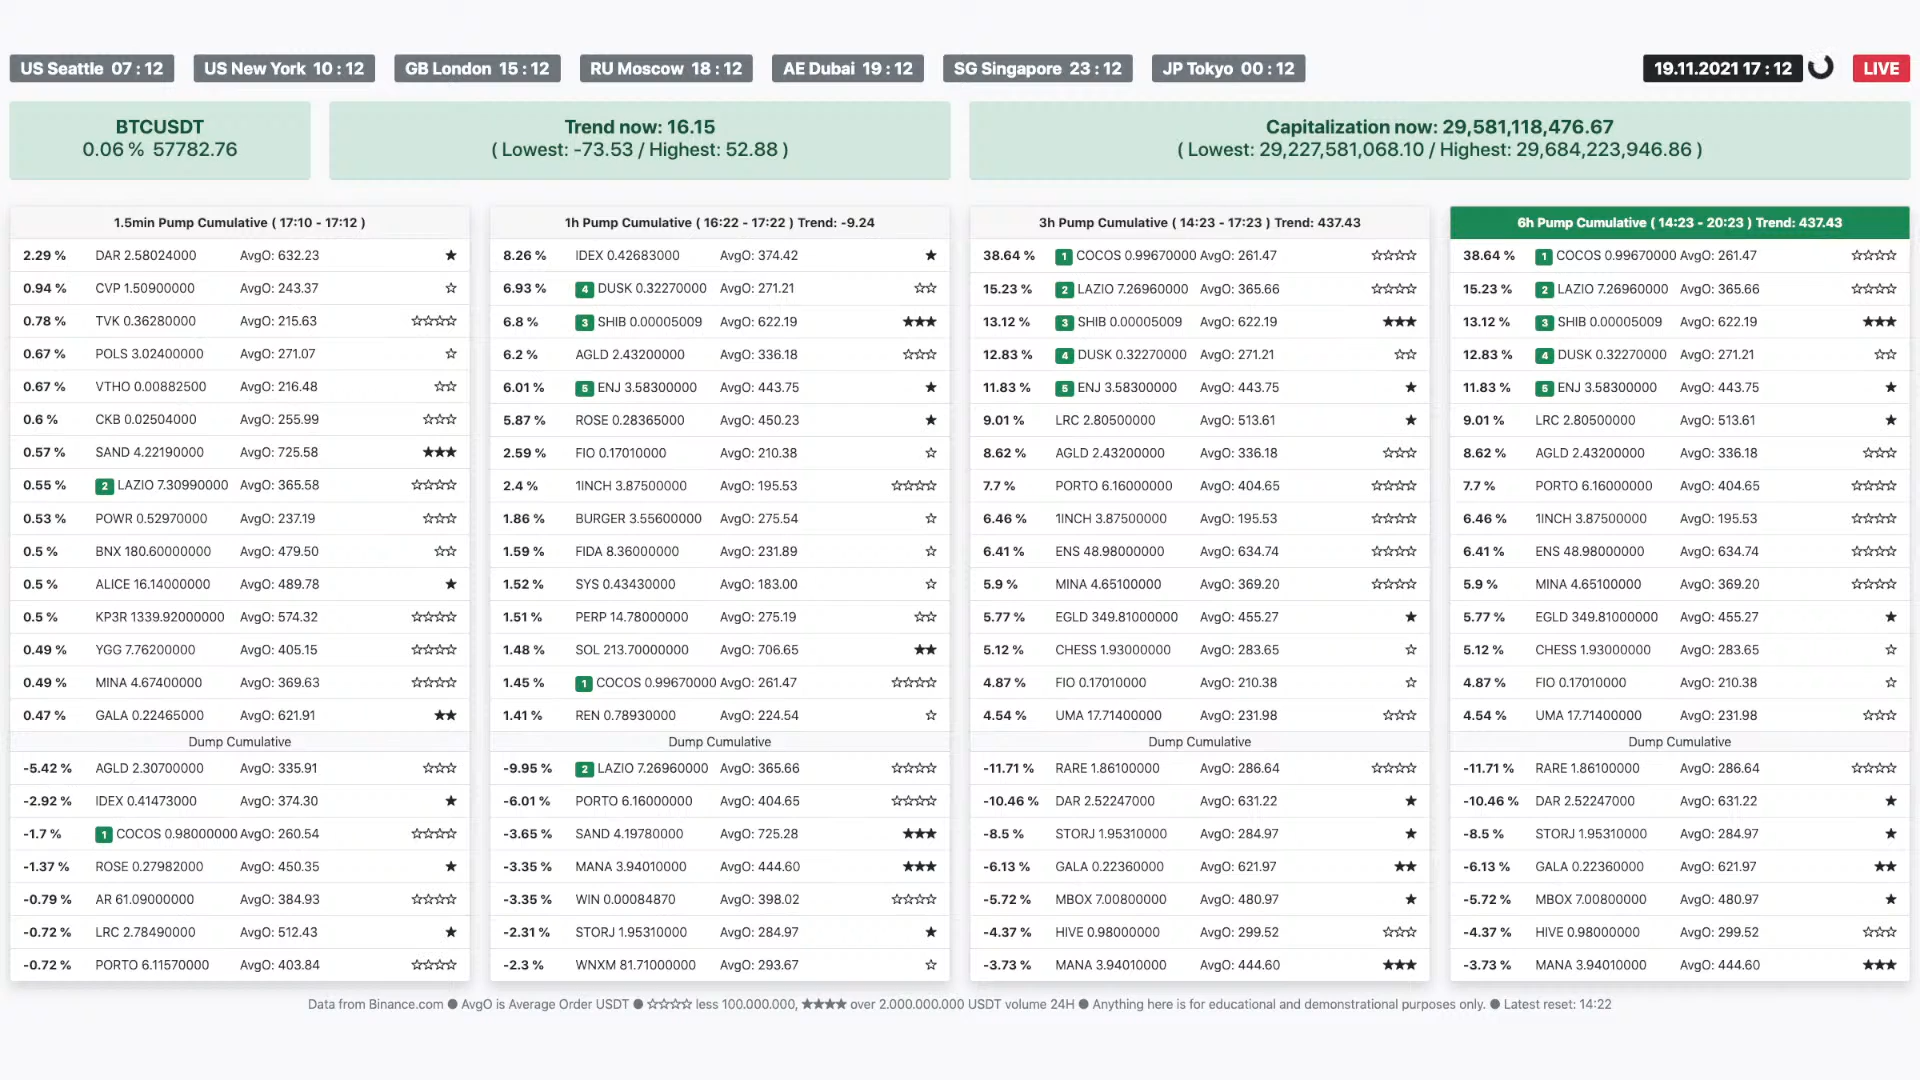 US Seattle 07 : 12
US New York 10 : 12
GB London 15 : 12
RU Moscow 18 : 12
AE Dubai 19 : 12
SG Singapore 23 : 12
JP Tokyo 00 : 12
19.11.2021 17 : 12
LIVE
BTCUSDT
0.06 % 57782.76
Trend now: 16.15
( Lowest: -73.53 / Highest: 52.88 )
Capitalization now: 29,581,118,476.67
( Lowest: 29,227,581,068.10 / Highest: 29,684,223,946.86 )
1.5min Pump Cumulative ( 17:10 - 17:12 )
2.29 % DAR 2.58024000 AvgO: 632.23 ★
0.94 % CVP 1.50900000 AvgO: 243.37 ☆
0.78 % TVK 0.36280000 AvgO: 215.63 ☆☆☆☆
0.67 % POLS 3.02400000 AvgO: 271.07 ☆
0.67 % VTHO 0.00882500 AvgO: 216.48 ☆☆
0.6 % CKB 0.02504000 AvgO: 255.99 ☆☆☆
0.57 % SAND 4.22190000 AvgO: 725.58 ★★★
0.55 % 2 LAZIO 7.30990000 AvgO: 365.58 ☆☆☆☆
0.53 % POWR 0.52970000 AvgO: 237.19 ☆☆☆
0.5 % BNX 180.60000000 AvgO: 479.50 ☆☆
0.5 % ALICE 16.14000000 AvgO: 489.78 ★
0.5 % KP3R 1339.92000000 AvgO: 574.32 ☆☆☆☆
0.49 % YGG 7.76200000 AvgO: 405.15 ☆☆☆☆
0.49 % MINA 4.67400000 AvgO: 369.63 ☆☆☆☆
0.47 % GALA 0.22465000 AvgO: 621.91 ★★
Dump Cumulative
-5.42 % AGLD 2.30700000 AvgO: 335.91 ☆☆☆
-2.92 % IDEX 0.41473000 AvgO: 374.30 ★
-1.7 % 1 COCOS 0.98000000 AvgO: 260.54 ☆☆☆☆
-1.37 % ROSE 0.27982000 AvgO: 450.35 ★
-0.79 % AR 61.09000000 AvgO: 384.93 ☆☆☆☆
-0.72 % LRC 2.78490000 AvgO: 512.43 ★
-0.72 % PORTO 6.11570000 AvgO: 403.84 ☆☆☆☆
1h Pump Cumulative ( 16:22 - 17:22 ) Trend: -9.24
8.26 % IDEX 0.42683000 AvgO: 374.42 ★
6.93 % 4 DUSK 0.32270000 AvgO: 271.21 ☆☆
6.8 % 3 SHIB 0.00005009 AvgO: 622.19 ★★★
6.2 % AGLD 2.43200000 AvgO: 336.18 ☆☆☆
6.01 % 5 ENJ 3.58300000 AvgO: 443.75 ★
5.87 % ROSE 0.28365000 AvgO: 450.23 ★
2.59 % FIO 0.17010000 AvgO: 210.38 ☆
2.4 % 1INCH 3.87500000 AvgO: 195.53 ☆☆☆☆
1.86 % BURGER 3.55600000 AvgO: 275.54 ☆
1.59 % FIDA 8.36000000 AvgO: 231.89 ☆
1.52 % SYS 0.43430000 AvgO: 183.00 ☆
1.51 % PERP 14.78000000 AvgO: 275.19 ☆☆
1.48 % SOL 213.70000000 AvgO: 706.65 ★★
1.45 % 1 COCOS 0.99670000 AvgO: 261.47 ☆☆☆☆
1.41 % REN 0.78930000 AvgO: 224.54 ☆
Dump Cumulative
-9.95 % 2 LAZIO 7.26960000 AvgO: 365.66 ☆☆☆☆
-6.01 % PORTO 6.16000000 AvgO: 404.65 ☆☆☆☆
-3.65 % SAND 4.19780000 AvgO: 725.28 ★★★
-3.35 % MANA 3.94010000 AvgO: 444.60 ★★★
-3.35 % WIN 0.00084870 AvgO: 398.02 ☆☆☆☆
-2.31 % STORJ 1.95310000 AvgO: 284.97 ★
-2.3 % WNXM 81.71000000 AvgO: 293.67 ☆
3h Pump Cumulative ( 14:23 - 17:23 ) Trend: 437.43
38.64 % 1 COCOS 0.99670000 AvgO: 261.47 ☆☆☆☆
15.23 % 2 LAZIO 7.26960000 AvgO: 365.66 ☆☆☆☆
13.12 % 3 SHIB 0.00005009 AvgO: 622.19 ★★★
12.83 % 4 DUSK 0.32270000 AvgO: 271.21 ☆☆
11.83 % 5 ENJ 3.58300000 AvgO: 443.75 ★
9.01 % LRC 2.80500000 AvgO: 513.61 ★
8.62 % AGLD 2.43200000 AvgO: 336.18 ☆☆☆
7.7 % PORTO 6.16000000 AvgO: 404.65 ☆☆☆☆
6.46 % 1INCH 3.87500000 AvgO: 195.53 ☆☆☆☆
6.41 % ENS 48.98000000 AvgO: 634.74 ☆☆☆☆
5.9 % MINA 4.65100000 AvgO: 369.20 ☆☆☆☆
5.77 % EGLD 349.81000000 AvgO: 455.27 ★
5.12 % CHESS 1.93000000 AvgO: 283.65 ☆
4.87 % FIO 0.17010000 AvgO: 210.38 ☆
4.54 % UMA 17.71400000 AvgO: 231.98 ☆☆☆
Dump Cumulative
-11.71 % RARE 1.86100000 AvgO: 286.64 ☆☆☆☆
-10.46 % DAR 2.52247000 AvgO: 631.22 ★
-8.5 % STORJ 1.95310000 AvgO: 284.97 ★
-6.13 % GALA 0.22360000 AvgO: 621.97 ★★
-5.72 % MBOX 7.00800000 AvgO: 480.97 ★
-4.37 % HIVE 0.98000000 AvgO: 299.52 ☆☆☆
-3.73 % MANA 3.94010000 AvgO: 444.60 ★★★
6h Pump Cumulative ( 14:23 - 20:23 ) Trend: 437.43
38.64 % 1 COCOS 0.99670000 AvgO: 261.47 ☆☆☆☆
15.23 % 2 LAZIO 7.26960000 AvgO: 365.66 ☆☆☆☆
13.12 % 3 SHIB 0.00005009 AvgO: 622.19 ★★★
12.83 % 4 DUSK 0.32270000 AvgO: 271.21 ☆☆
11.83 % 5 ENJ 3.58300000 AvgO: 443.75 ★
9.01 % LRC 2.80500000 AvgO: 513.61 ★
8.62 % AGLD 2.43200000 AvgO: 336.18 ☆☆☆
7.7 % PORTO 6.16000000 AvgO: 404.65 ☆☆☆☆
6.46 % 1INCH 3.87500000 AvgO: 195.53 ☆☆☆☆
6.41 % ENS 48.98000000 AvgO: 634.74 ☆☆☆☆
5.9 % MINA 4.65100000 AvgO: 369.20 ☆☆☆☆
5.77 % EGLD 349.81000000 AvgO: 455.27 ★
5.12 % CHESS 1.93000000 AvgO: 283.65 ☆
4.87 % FIO 0.17010000 AvgO: 210.38 ☆
4.54 % UMA 17.71400000 AvgO: 231.98 ☆☆☆
Dump Cumulative
-11.71 % RARE 1.86100000 AvgO: 286.64 ☆☆☆☆
-10.46 % DAR 2.52247000 AvgO: 631.22 ★
-8.5 % STORJ 1.95310000 AvgO: 284.97 ★
-6.13 % GALA 0.22360000 AvgO: 621.97 ★★
-5.72 % MBOX 7.00800000 AvgO: 480.97 ★
-4.37 % HIVE 0.98000000 AvgO: 299.52 ☆☆☆
-3.73 % MANA 3.94010000 AvgO: 444.60 ★★★
Data from Binance.com ● AvgO is Average Order USDT ● ☆☆☆☆ less 100.000.000, ★★★★ over 2.000.000.000 USDT volume 24H ● Anything here is for educational and demonstrational purposes only. ● Latest reset: 14:22